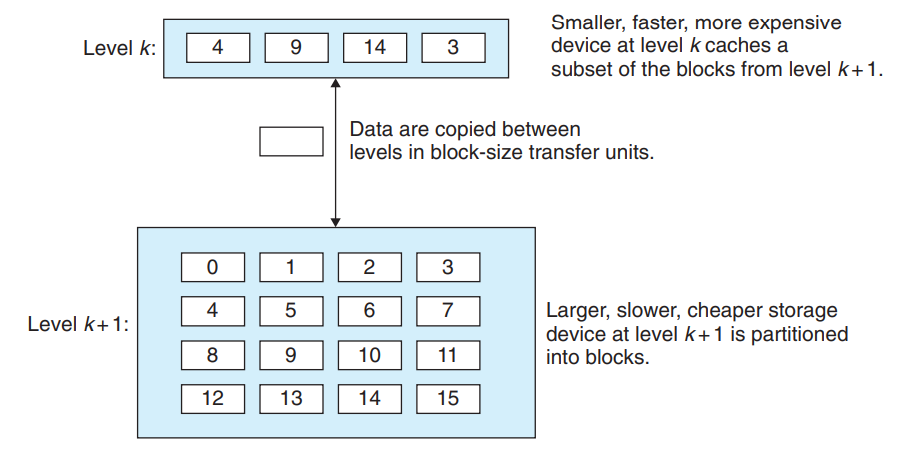 Smaller, faster, more expensive
device at level k caches a
subset of the blocks from level k+1.
Level k: 4 9 14 3
Data are copied between
levels in block-size transfer units.
0 1 2 3
4 5 6 7
Level k+1:
Larger, slower, cheaper storage
device at level k+1 is partitioned
into blocks.
8 9 10 11
12 13 14 15